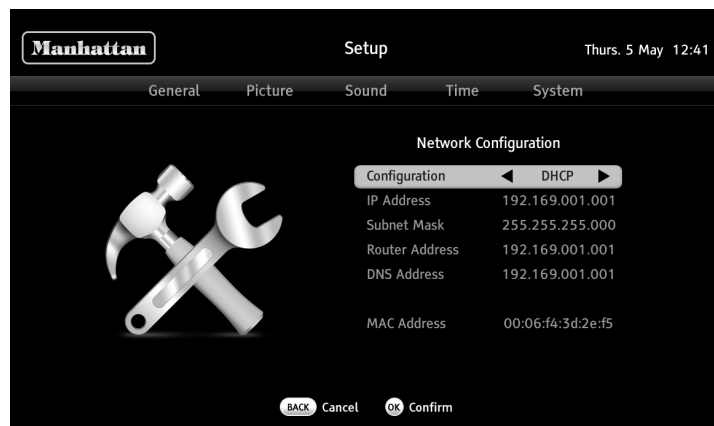 Manhattan Setup Thurs. 5 May 12:41
General Picture Sound Time System
Network Configuration
Configuration ◀ DHCP ▶
IP Address 192.169.001.001
Subnet Mask 255.255.255.000
Router Address 192.169.001.001
DNS Address 192.169.001.001
MAC Address 00:06:f4:3d:2e:f5
BACK Cancel OK Confirm